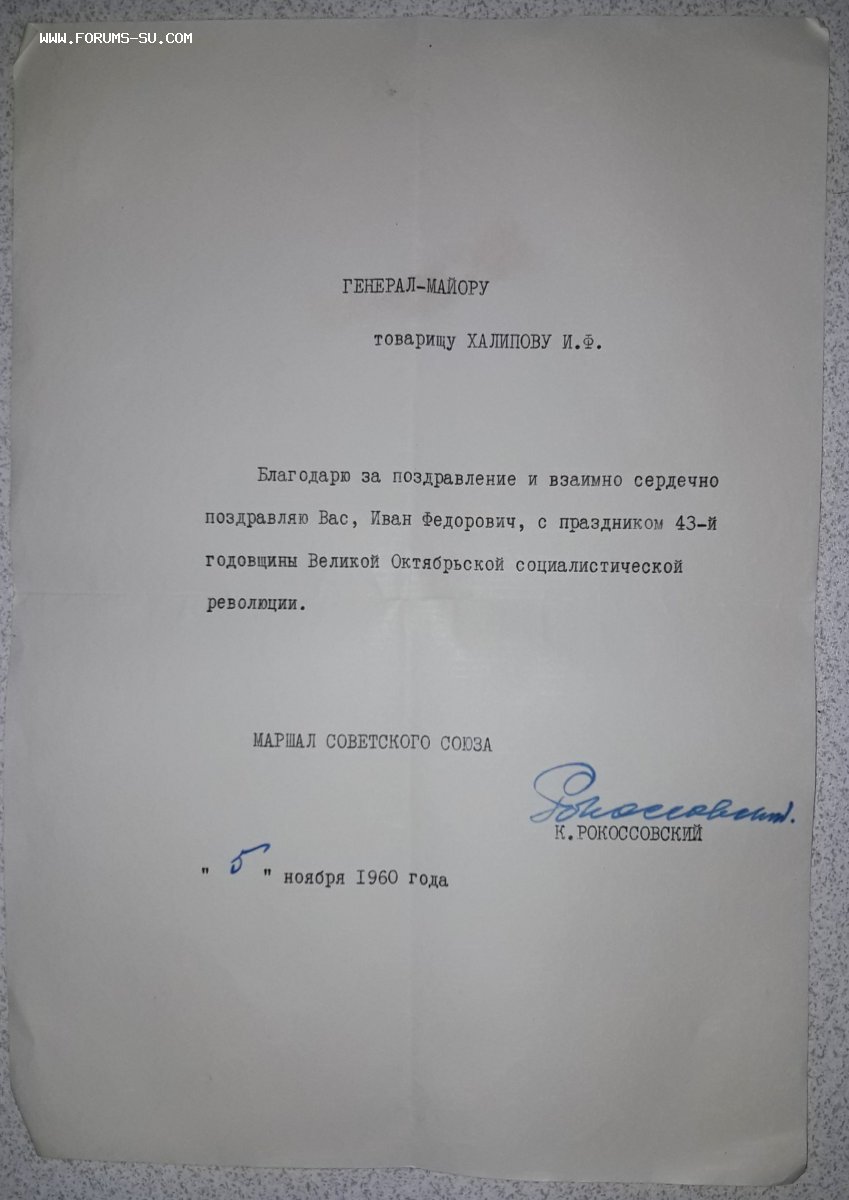 WWW.FORUMS-SU.COM
ГЕНЕРАЛ-МАЙОРУ
товарищу ХАЛИПОВУ И.Ф.
Благодарю за поздравление и взаимно сердечно
поздравляю Вас, Иван Федорович, с праздником 43-й
годовщины Великой Октябрьской социалистической
революции.
МАРШАЛ СОВЕТСКОГО СОЮЗА
Рокоссовский
К.РОКОССОВСКИЙ
" 5 " ноября 1960 года